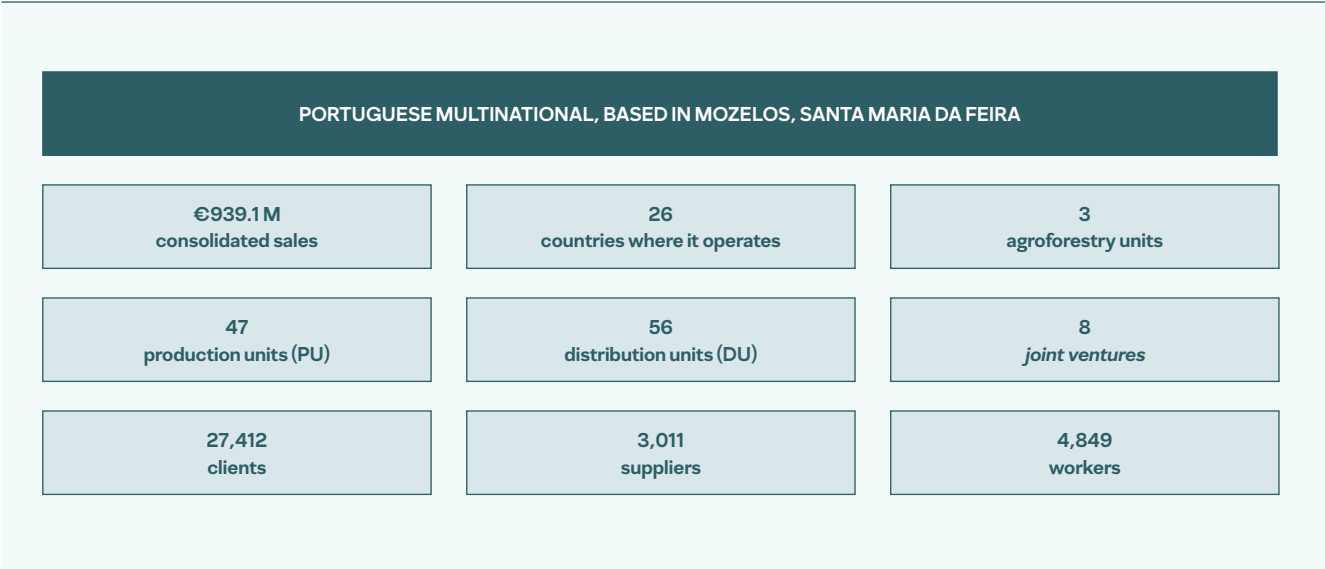 PORTUGUESE MULTINATIONAL, BASED IN MOZELOS, SANTA MARIA DA FEIRA
€939.1 M
consolidated sales
26
countries where it operates
3
agroforestry units
47
production units (PU)
56
distribution units (DU)
8
joint ventures
27,412
clients
3,011
suppliers
4,849
workers